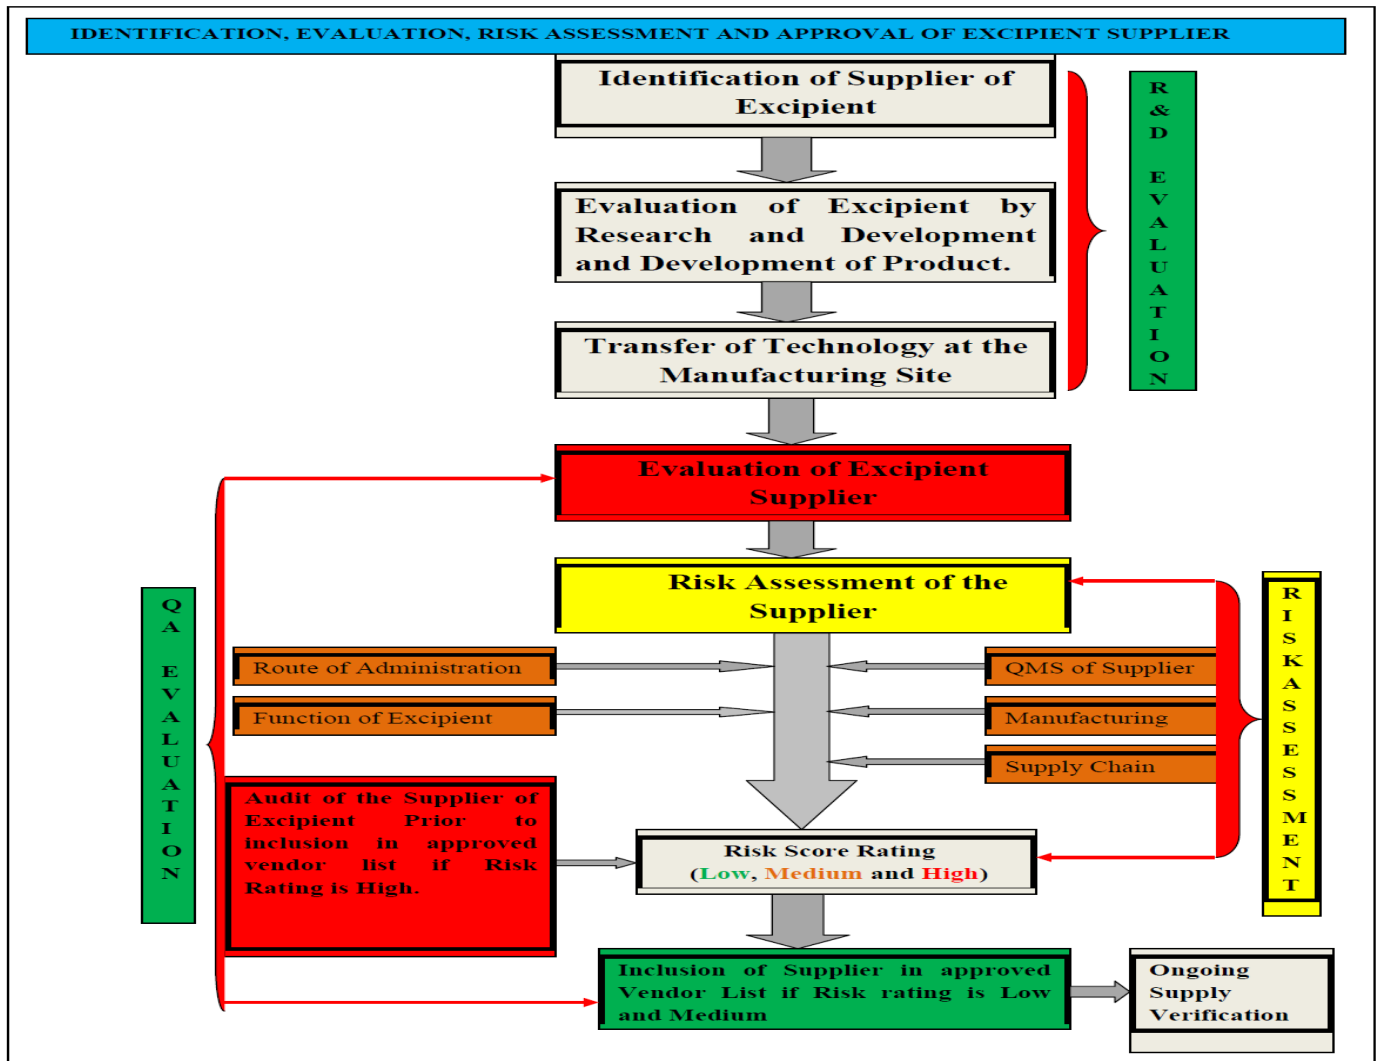 IDENTIFICATION, EVALUATION, RISK ASSESSMENT AND APPROVAL OF EXCIPIENT SUPPLIER
Identification of Supplier of
Excipient
R&D EVALUATION
Evaluation of Excipient by
Research and Development
and Development of Product.
Transfer of Technology at the
Manufacturing Site
Evaluation of Excipient
Supplier
Risk Assessment of the
Supplier
QA EVALUATION
RISK ASSESSMENT
Route of Administration
QMS of Supplier
Function of Excipient
Manufacturing
Supply Chain
Audit of the Supplier of
Excipient Prior to
inclusion in approved
vendor list if Risk
Rating is High.
Risk Score Rating
(Low, Medium and High)
Inclusion of Supplier in approved
Vendor List if Risk rating is Low
and Medium
Ongoing
Supply
Verification